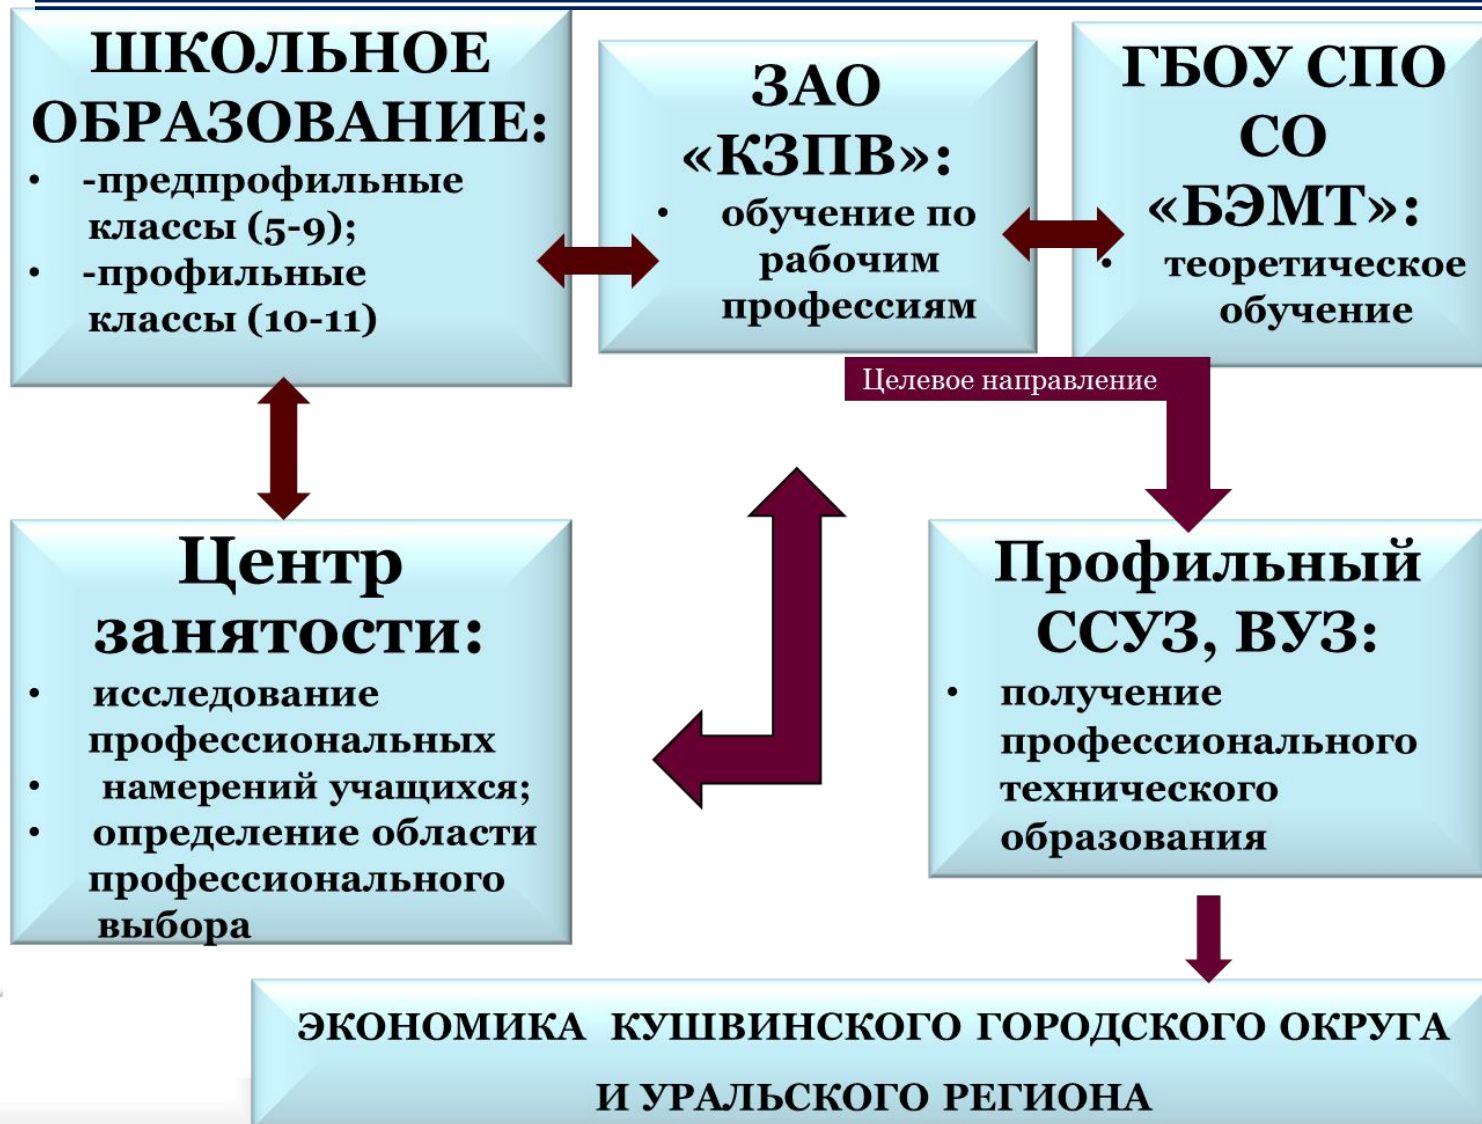 ШКОЛЬНОЕ
ОБРАЗОВАНИЕ:
• -предпрофильные
классы (5-9);
• -профильные
классы (10-11)
ЗАО
«КЗПВ»:
• обучение по
рабочим
профессиям
ГБОУ СПО
СО
«БЭМТ»:
• теоретическое
обучение
Целевое направление
Центр
занятости:
• исследование
профессиональных
• намерений учащихся;
• определение области
профессионального
выбора
Профильный
ССУЗ, ВУЗ:
• получение
профессионального
технического
образования
ЭКОНОМИКА КУШВИНСКОГО ГОРОДСКОГО ОКРУГА
И УРАЛЬСКОГО РЕГИОНА